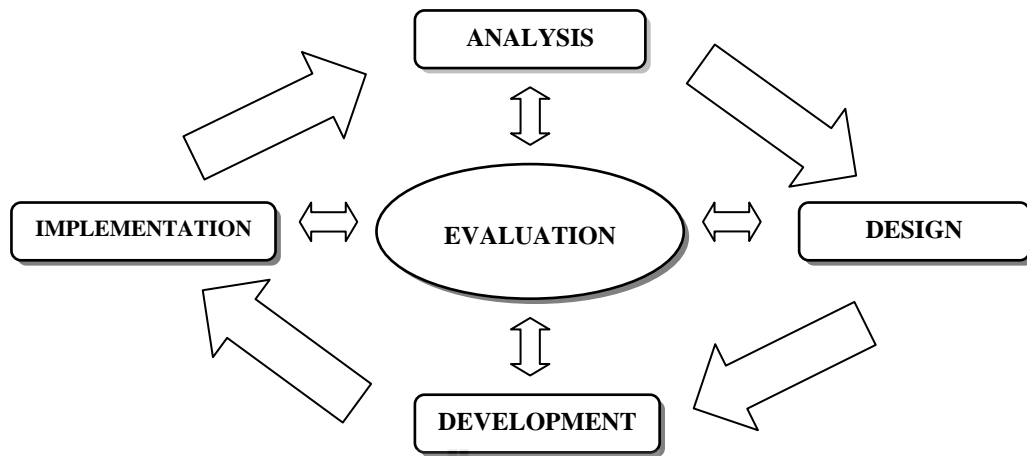 ANALYSIS
IMPLEMENTATION
EVALUATION
DESIGN
DEVELOPMENT